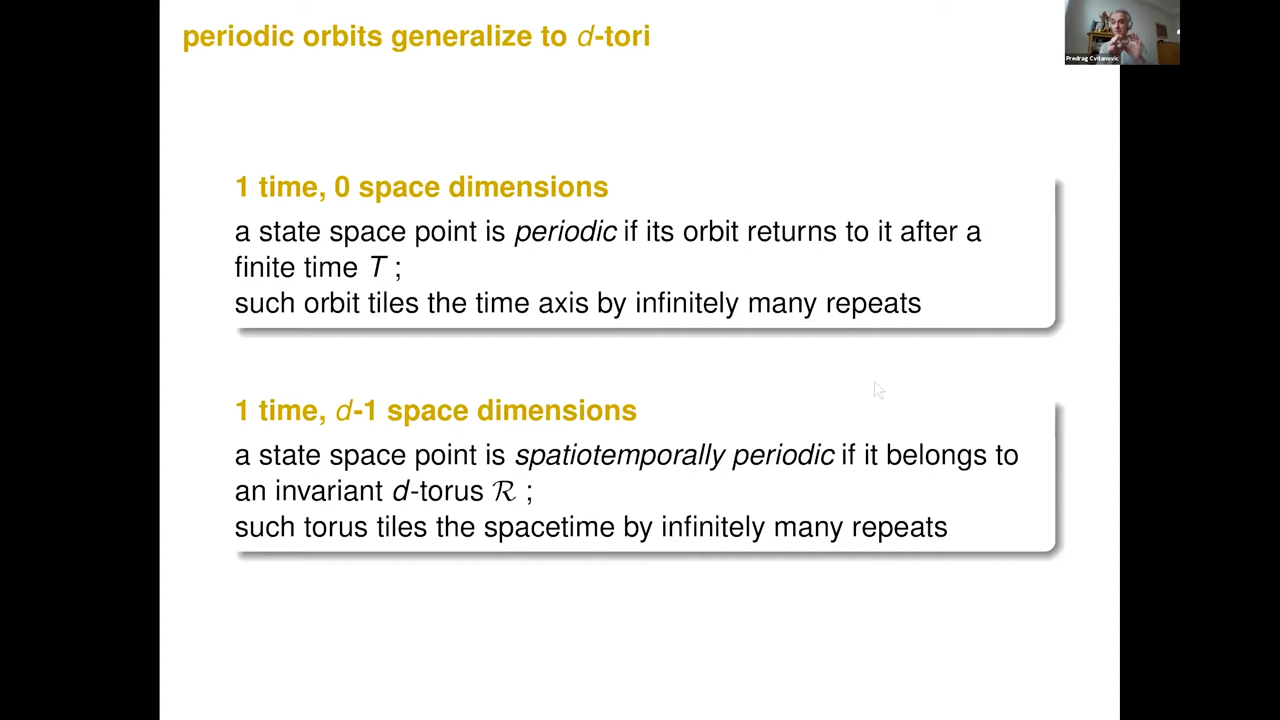 periodic orbits generalize to d-tori
Predrag Cvitanovic
1 time, 0 space dimensions
a state space point is periodic if its orbit returns to it after a
finite time T ;
such orbit tiles the time axis by infinitely many repeats
1 time, d-1 space dimensions
a state space point is spatiotemporally periodic if it belongs to
an invariant d-torus ℛ ;
such torus tiles the spacetime by infinitely many repeats